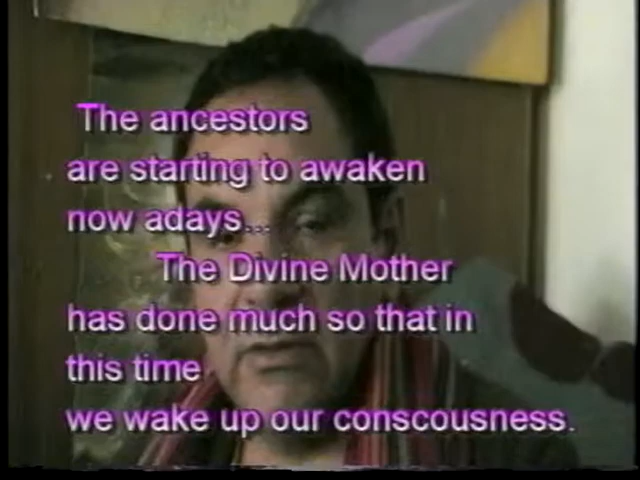 The ancestors
are starting to awaken
now adays...
The Divine Mother
has done much so that in
this time
we wake up our conscousness.